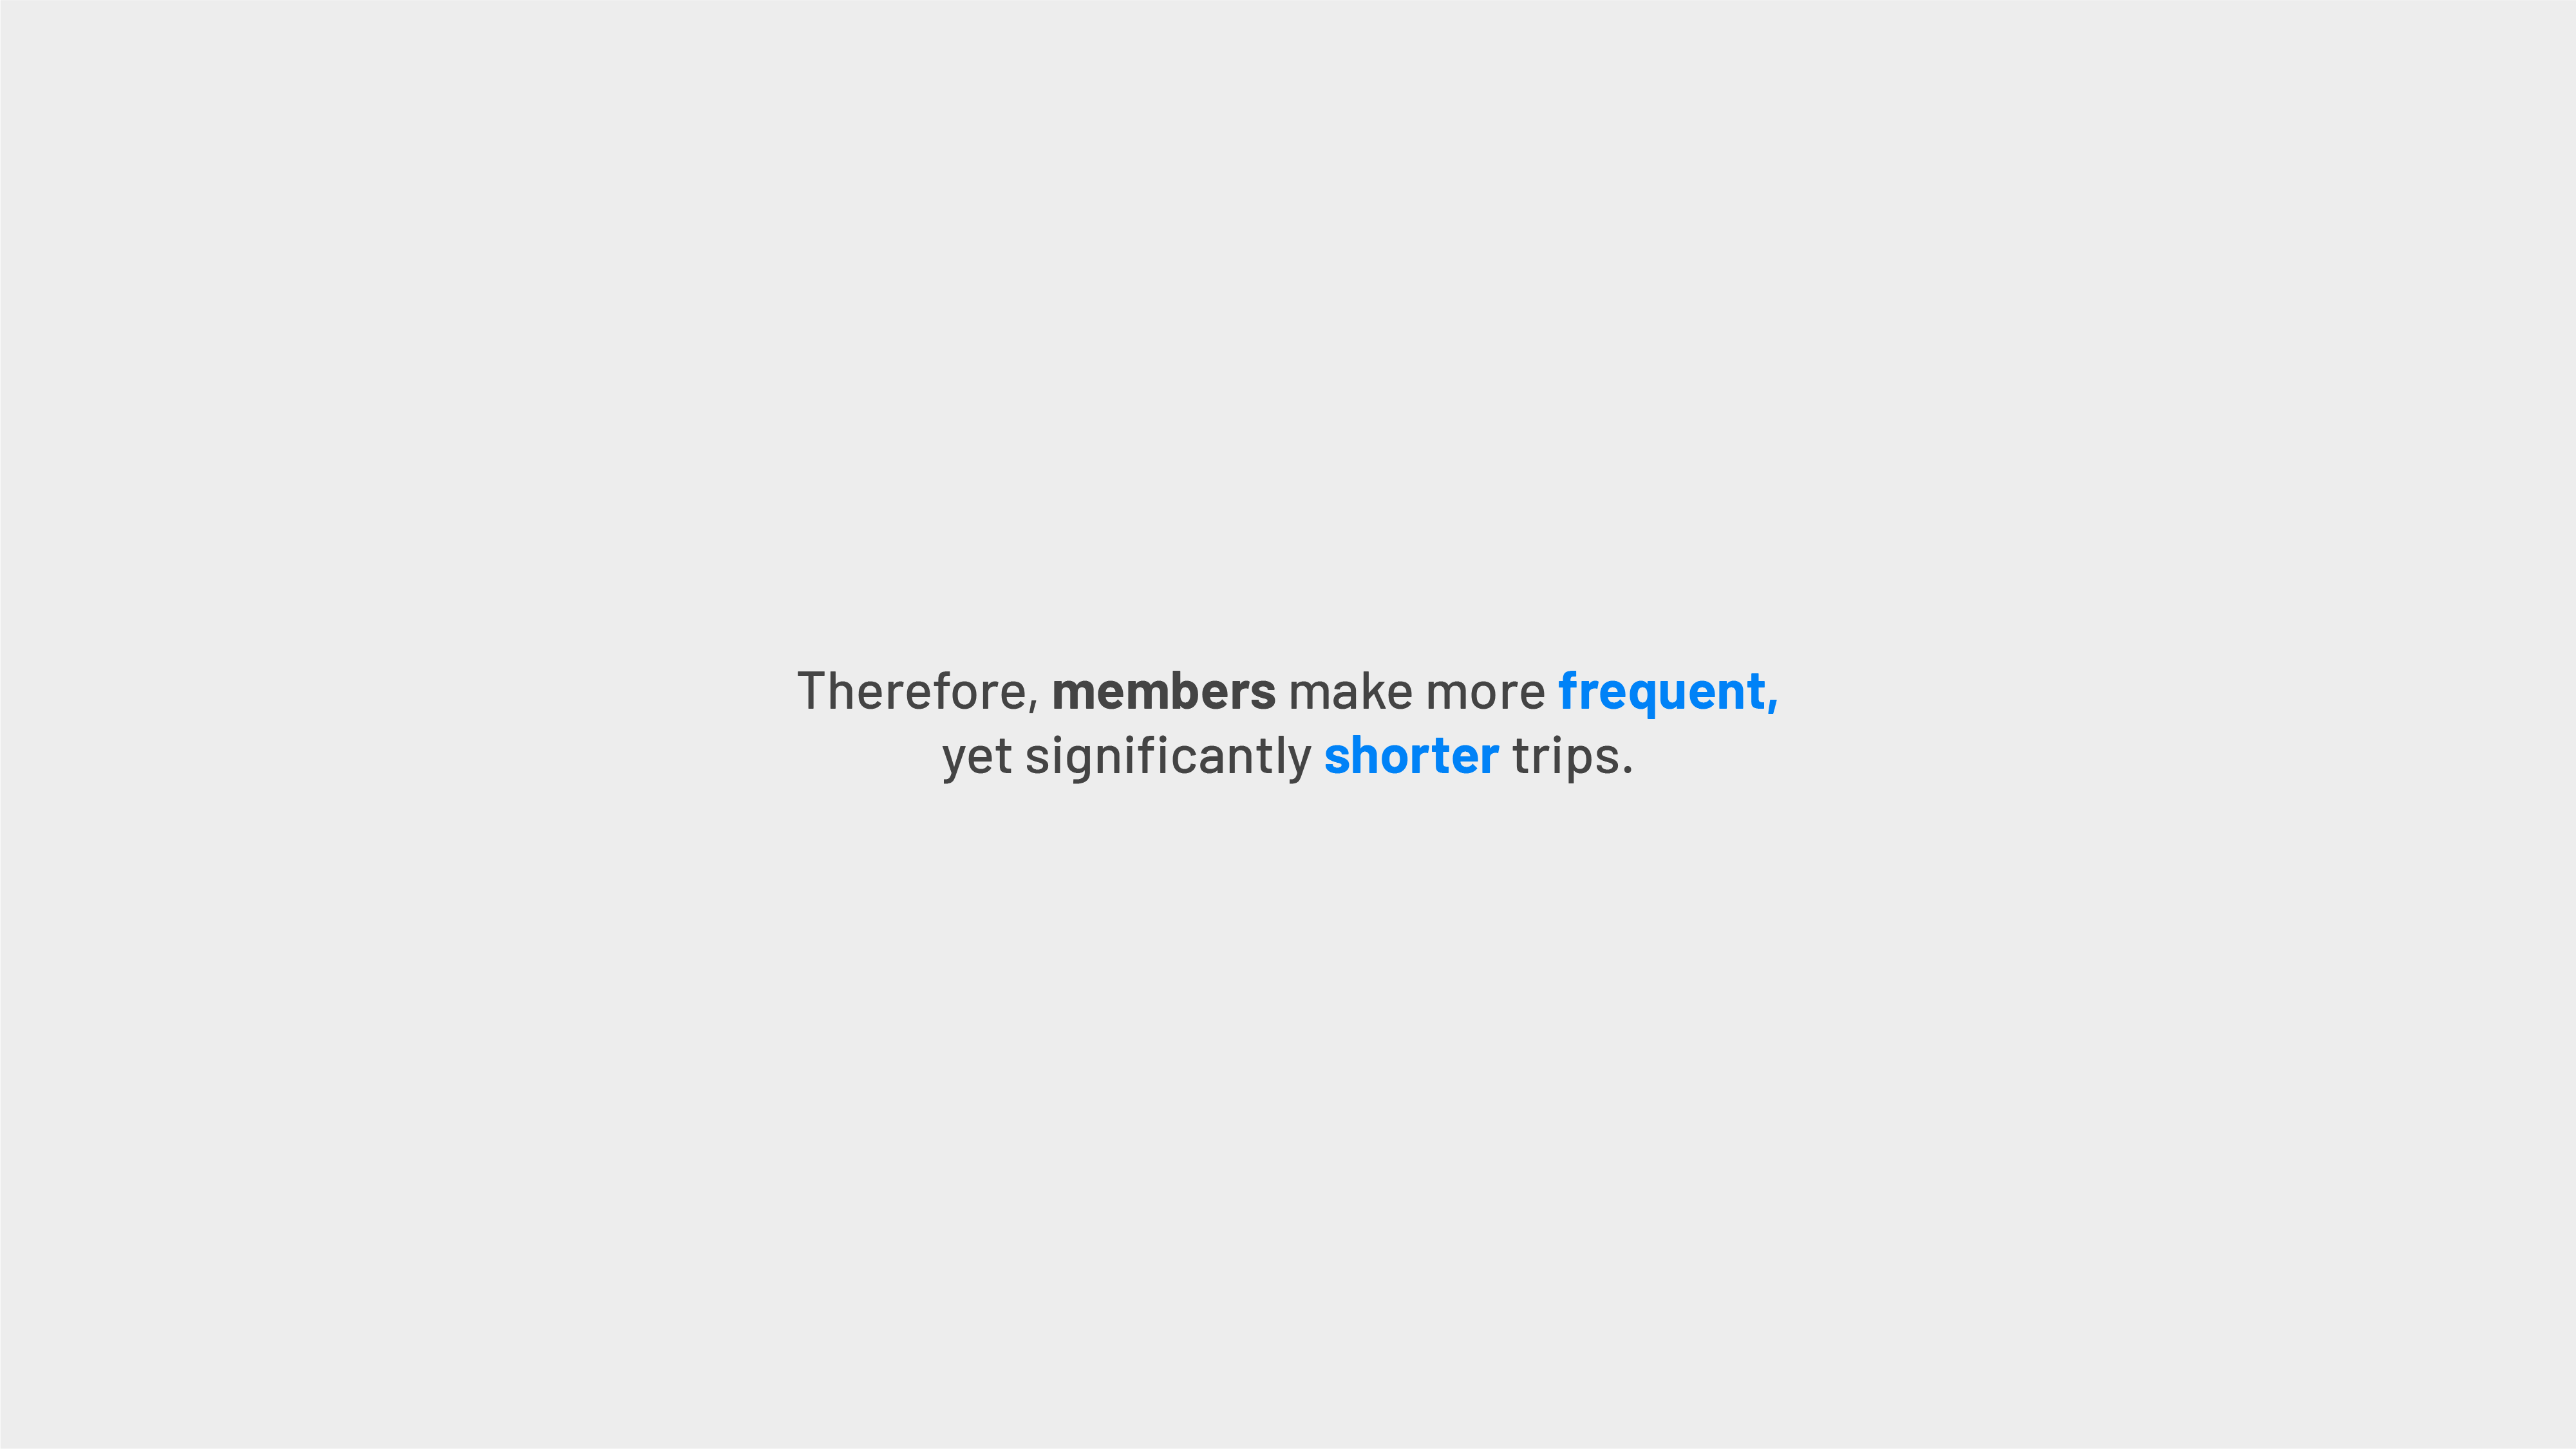 Therefore, members make more frequent,
yet significantly shorter trips.